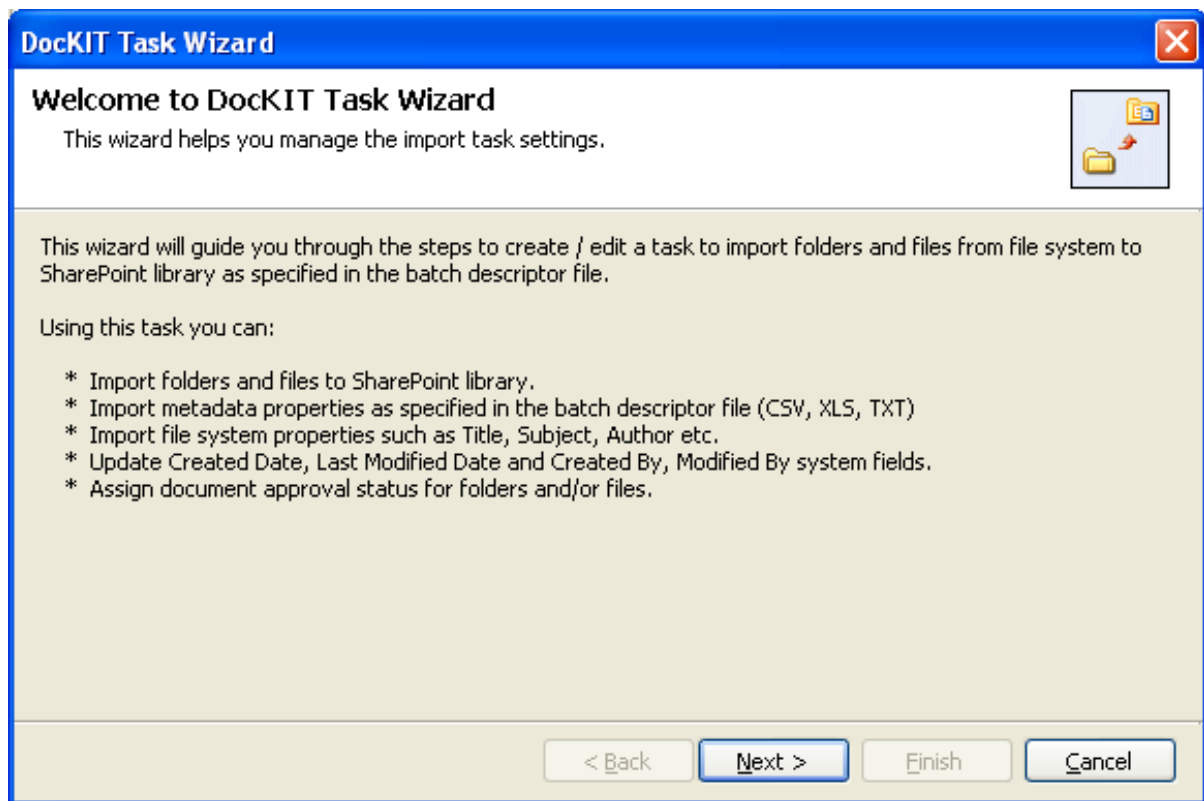 DocKIT Task Wizard
Welcome to DocKIT Task Wizard
This wizard helps you manage the import task settings.
This wizard will guide you through the steps to create / edit a task to import folders and files from file system to
SharePoint library as specified in the batch descriptor file.
Using this task you can:
* Import folders and files to SharePoint library.
* Import metadata properties as specified in the batch descriptor file (CSV, XLS, TXT)
* Import file system properties such as Title, Subject, Author etc.
* Update Created Date, Last Modified Date and Created By, Modified By system fields.
* Assign document approval status for folders and/or files.
< Back Next > Finish Cancel